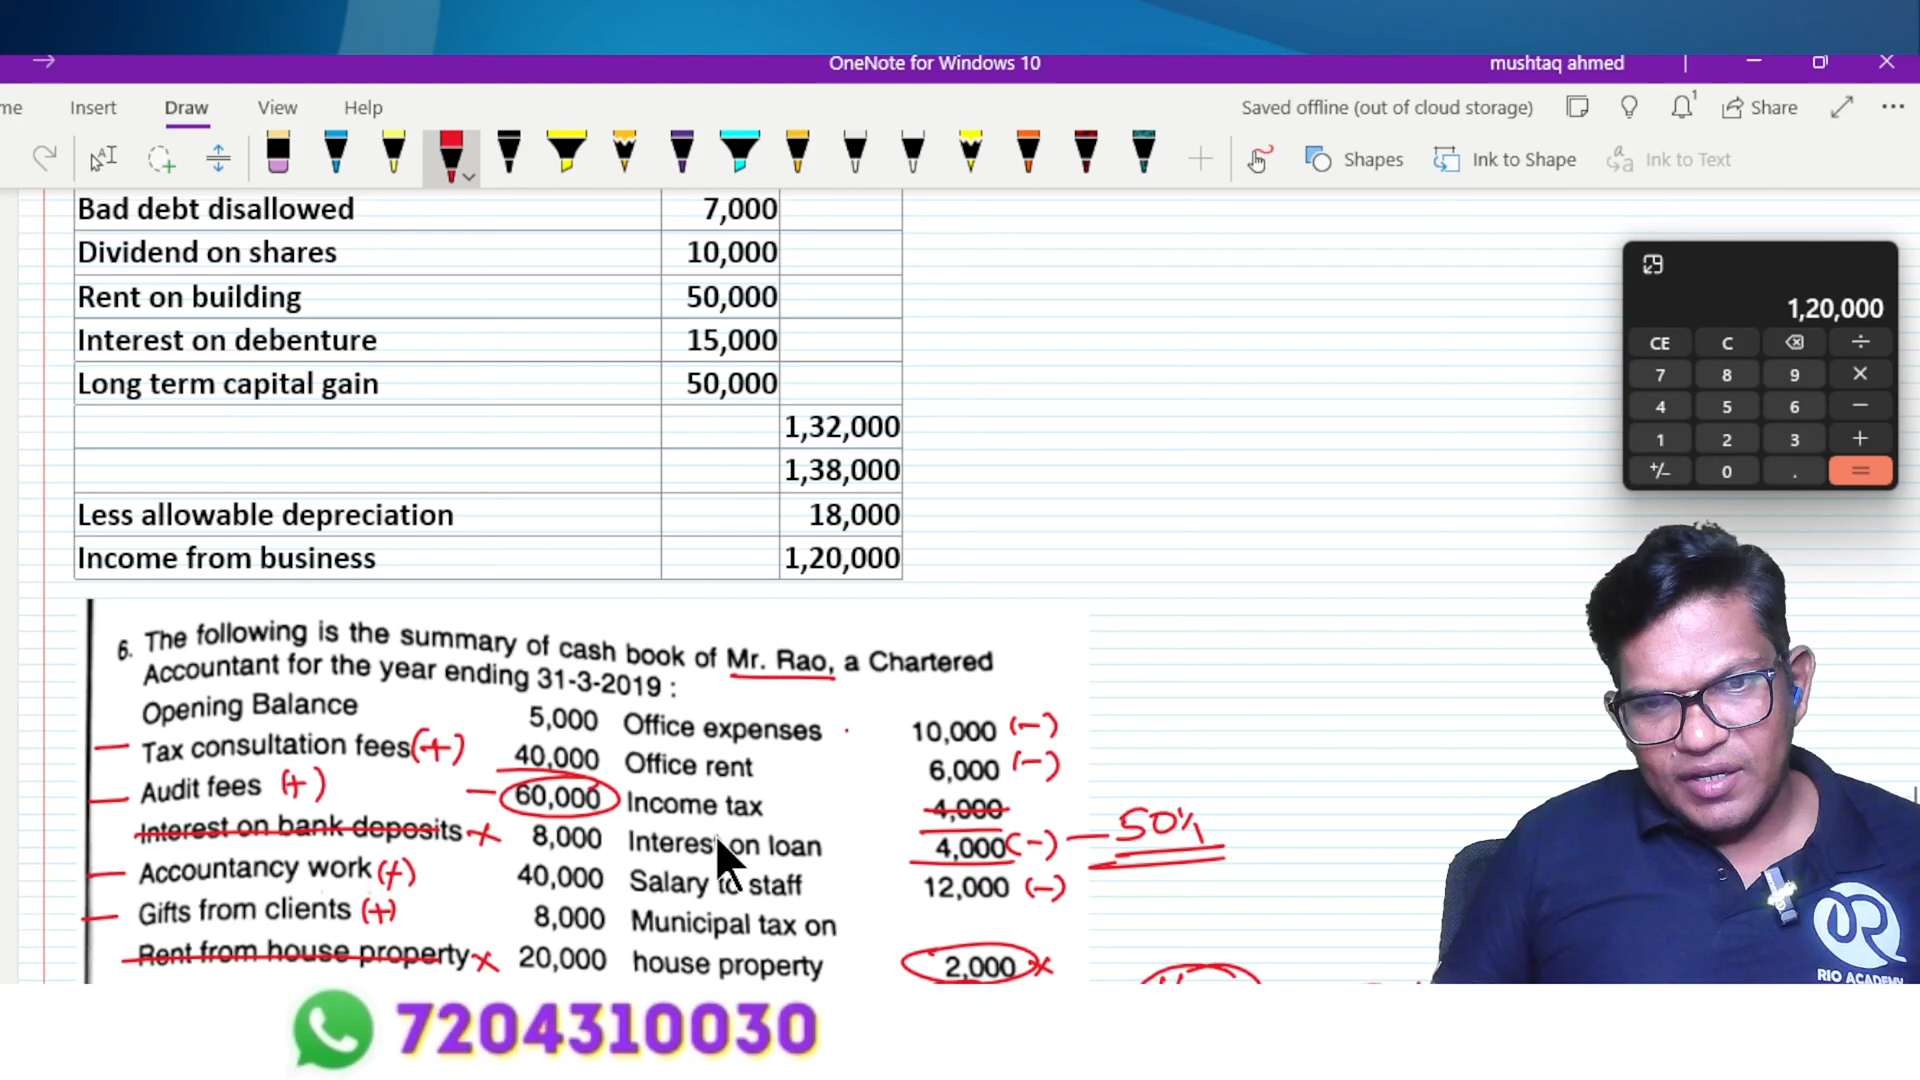 OneNote for Windows 10
mushtaq ahmed
me Insert Draw View Help
Saved offline (out of cloud storage)
1
Share
Shapes
Ink to Shape
Ink to Text
Bad debt disallowed 7,000
Dividend on shares 10,000
Rent on building 50,000
Interest on debenture 15,000
Long term capital gain 50,000
1,32,000
1,38,000
Less allowable depreciation 18,000
Income from business 1,20,000
1,20,000
CE C ÷
7 8 9 ×
4 5 6 −
1 2 3 +
+/− 0 . =
6. The following is the summary of cash book of Mr. Rao, a Chartered
Accountant for the year ending 31-3-2019 :
Opening Balance 5,000 Office expenses 10,000 (−)
Tax consultation fees (+) 40,000 Office rent 6,000 (−)
Audit fees (+) 60,000 Income tax 4,000
Interest on bank deposits × 8,000 Interest on loan 4,000 (−) — 50%
Accountancy work (+) 40,000 Salary to staff 12,000 (−)
Gifts from clients (+) 8,000 Municipal tax on
Rent from house property × 20,000 house property 2,000 ×
RIO ACADEMY
7204310030